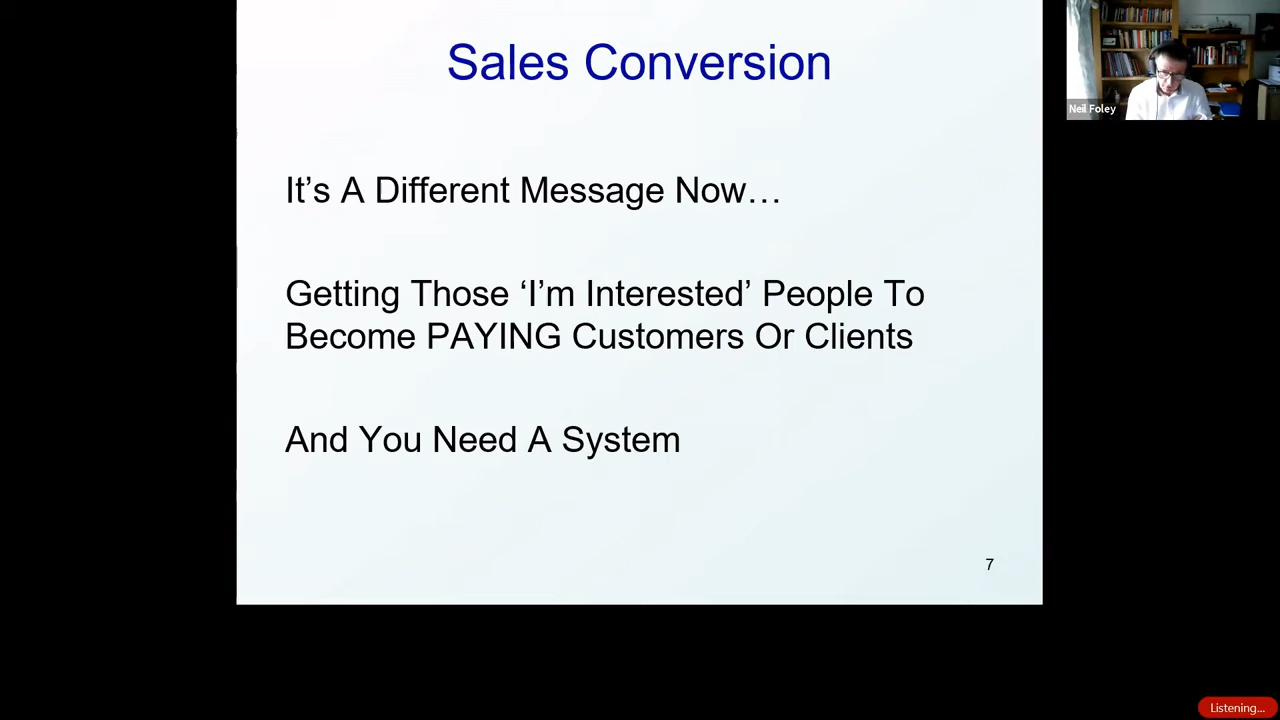 Sales Conversion
Neil Foley
It’s A Different Message Now…
Getting Those ‘I’m Interested’ People To
Become PAYING Customers Or Clients
And You Need A System
7
Listening...